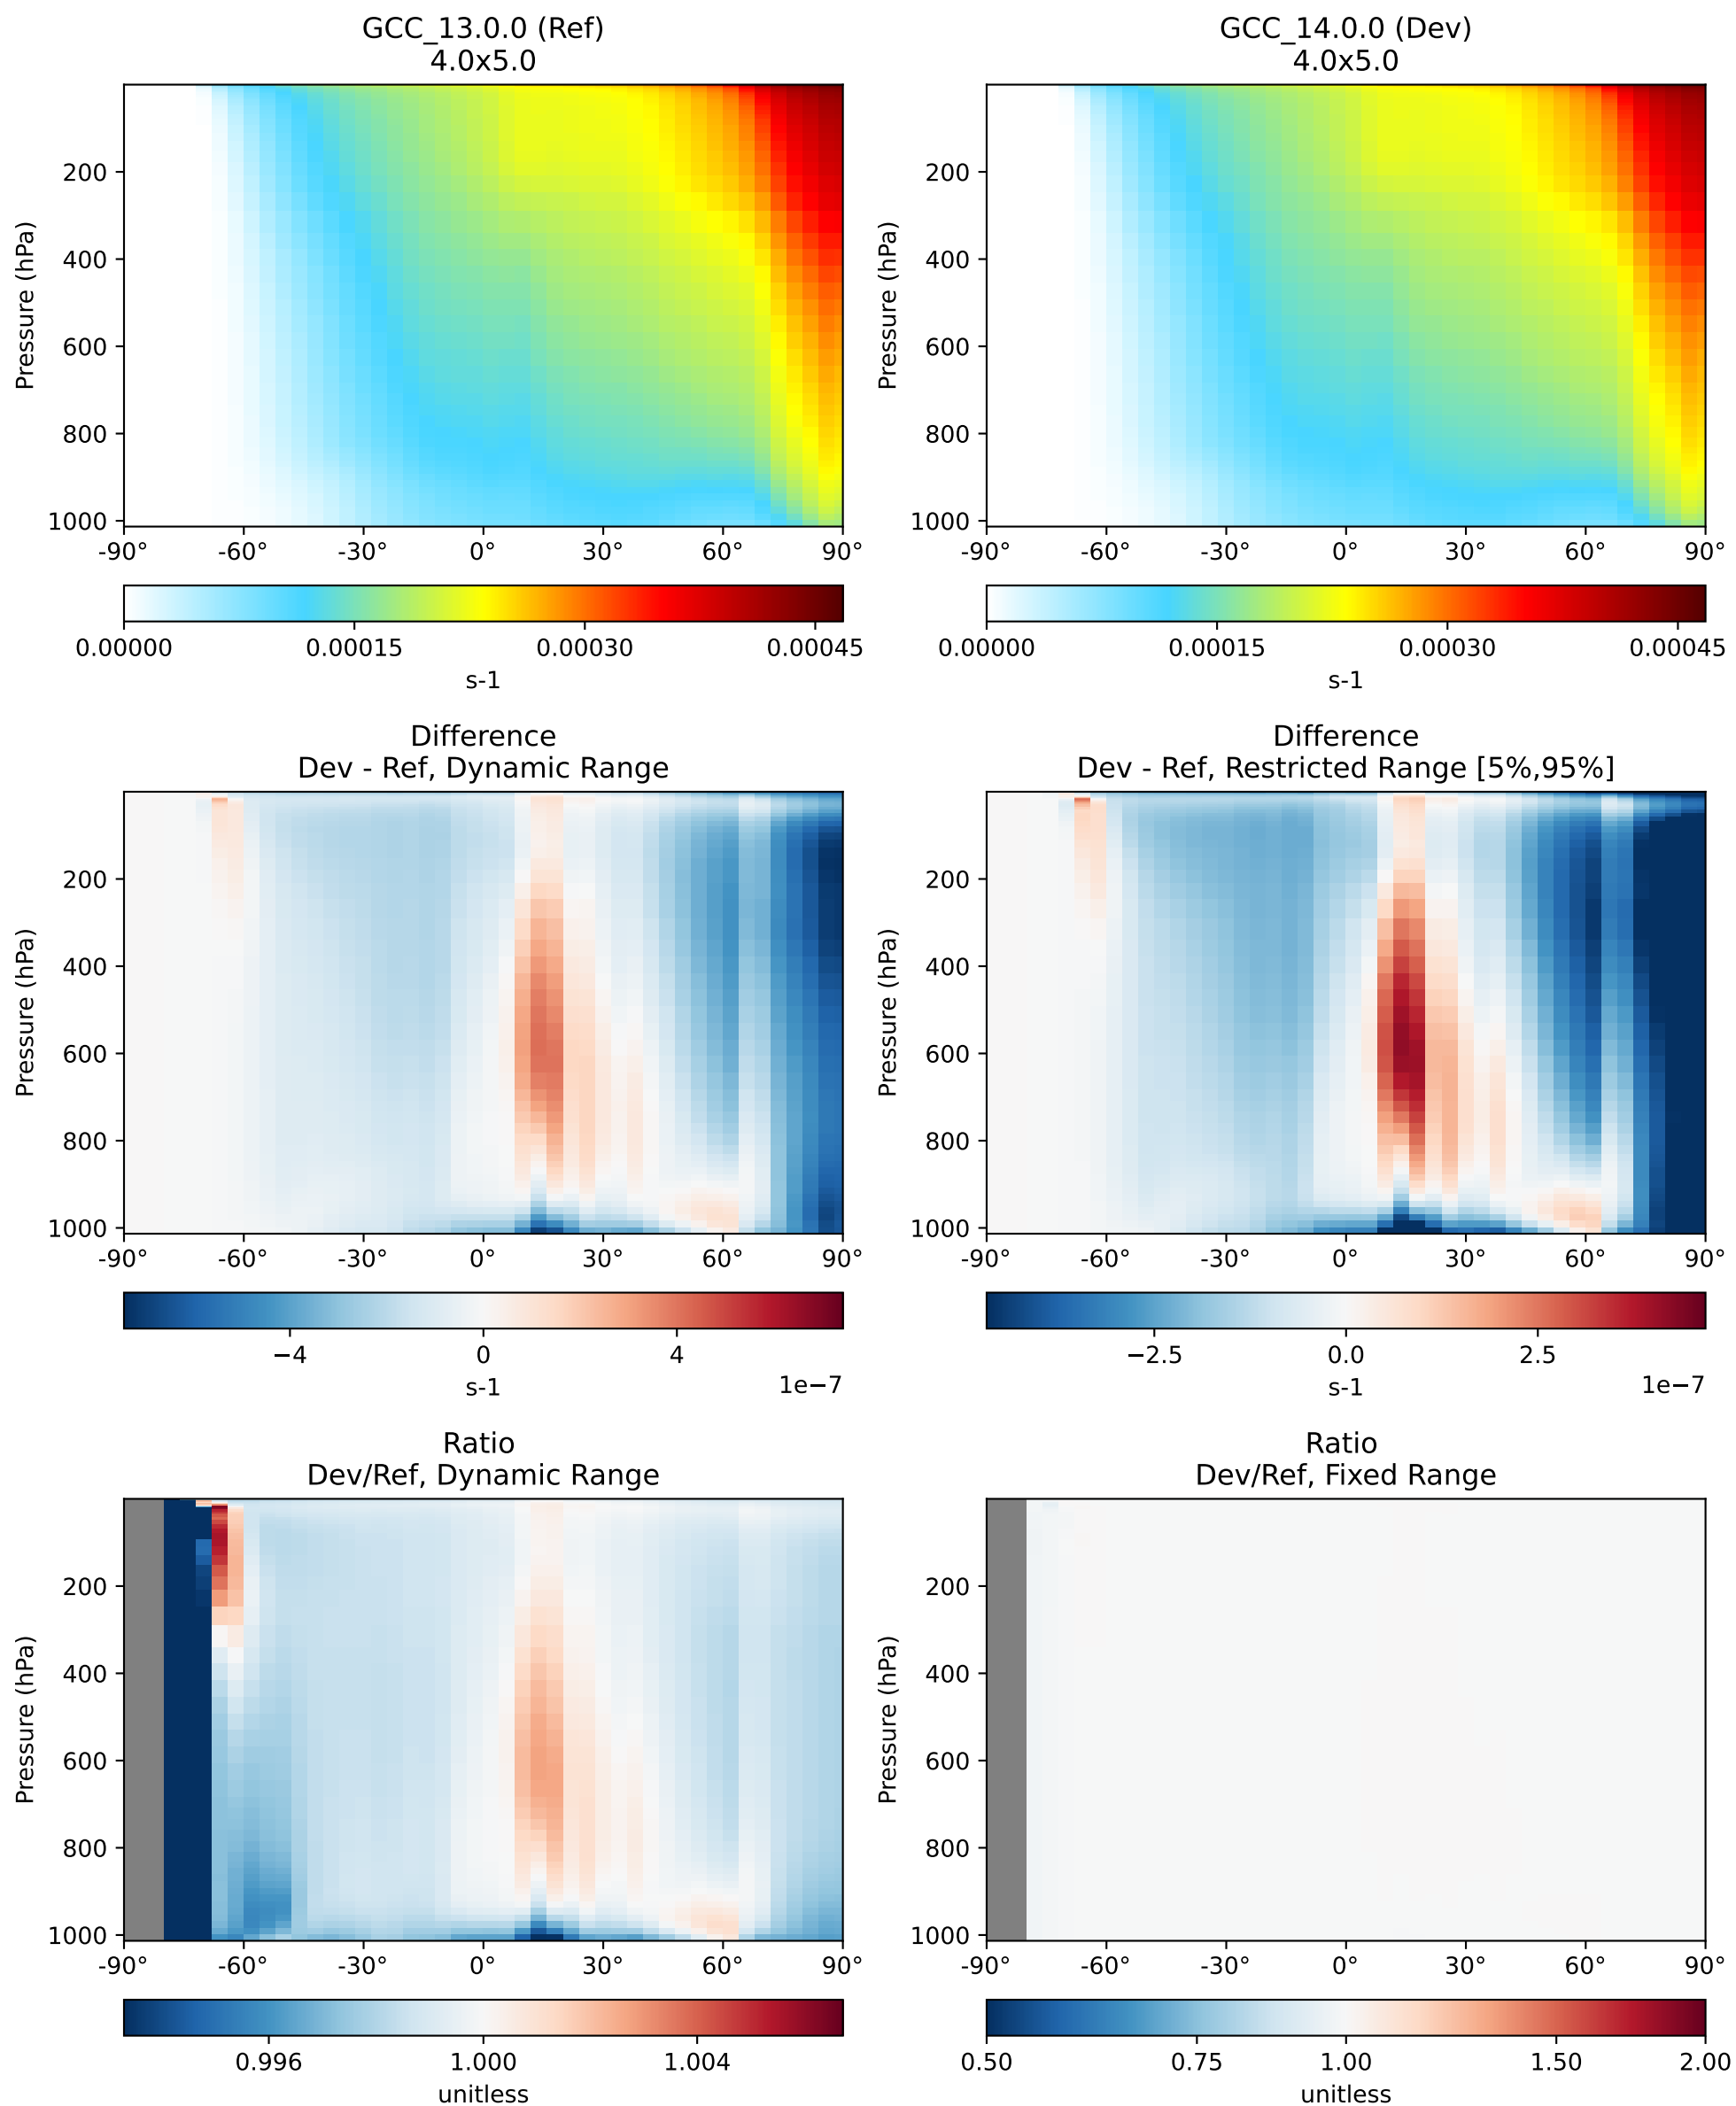 GCC_13.0.0 (Ref)
4.0x5.0
Pressure (hPa)
200
400
600
800
1000
-90° -60° -30° 0° 30° 60° 90°
0.00000 0.00015 0.00030 0.00045
s-1
GCC_14.0.0 (Dev)
4.0x5.0
Pressure (hPa)
200
400
600
800
1000
-90° -60° -30° 0° 30° 60° 90°
0.00000 0.00015 0.00030 0.00045
s-1
Difference
Dev - Ref, Dynamic Range
Pressure (hPa)
200
400
600
800
1000
-90° -60° -30° 0° 30° 60° 90°
−4 0 4
s-1
1e−7
Difference
Dev - Ref, Restricted Range [5%,95%]
Pressure (hPa)
200
400
600
800
1000
-90° -60° -30° 0° 30° 60° 90°
−2.5 0.0 2.5
s-1
1e−7
Ratio
Dev/Ref, Dynamic Range
Pressure (hPa)
200
400
600
800
1000
-90° -60° -30° 0° 30° 60° 90°
0.996 1.000 1.004
unitless
Ratio
Dev/Ref, Fixed Range
Pressure (hPa)
200
400
600
800
1000
-90° -60° -30° 0° 30° 60° 90°
0.50 0.75 1.00 1.50 2.00
unitless